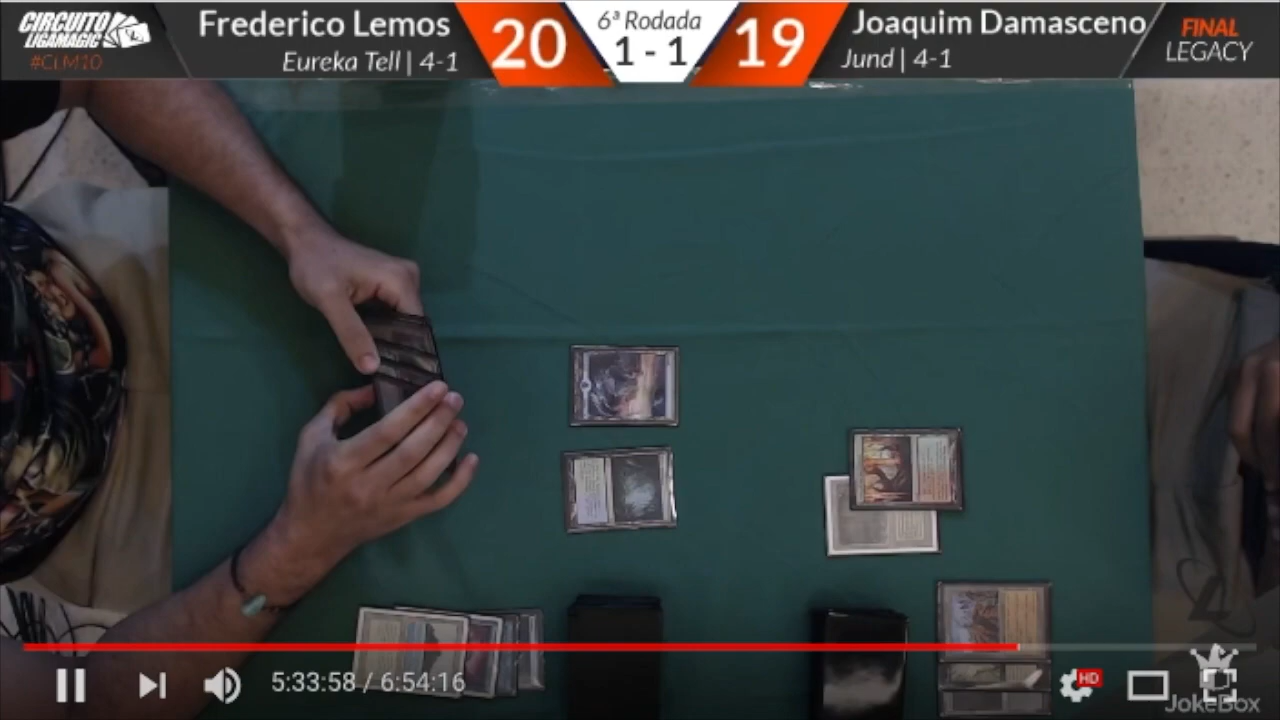 CIRCUITO
LIGAMAGIC
#CLM10
Frederico Lemos
Eureka Tell | 4-1
20
6ª Rodada
1 - 1
19
Joaquim Damasceno
Jund | 4-1
FINAL
LEGACY
5:33:58 / 6:54:16
HD
JokeBox